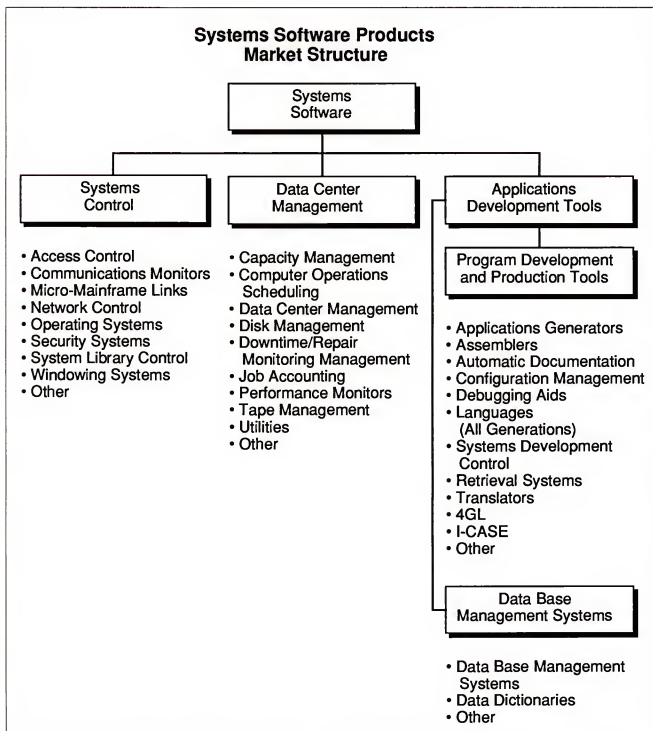 Systems Software Products
Market Structure
Systems
Software
Systems
Control
• Access Control
• Communications Monitors
• Micro-Mainframe Links
• Network Control
• Operating Systems
• Security Systems
• System Library Control
• Windowing Systems
• Other
Data Center
Management
• Capacity Management
• Computer Operations
Scheduling
• Data Center Management
• Disk Management
• Downtime/Repair
Monitoring Management
• Job Accounting
• Performance Monitors
• Tape Management
• Utilities
• Other
Applications
Development Tools
Program Development
and Production Tools
• Applications Generators
• Assemblers
• Automatic Documentation
• Configuration Management
• Debugging Aids
• Languages
(All Generations)
• Systems Development
Control
• Retrieval Systems
• Translators
• 4GL
• I-CASE
• Other
Data Base
Management Systems
• Data Base Management
Systems
• Data Dictionaries
• Other